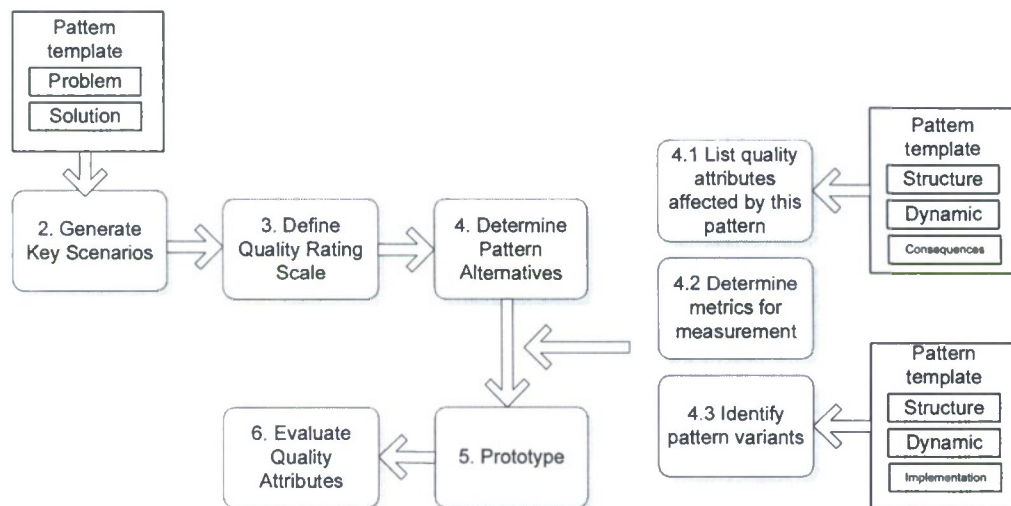 Pattern
template
Problem
Solution
2. Generate
Key Scenarios
3. Define
Quality Rating
Scale
4. Determine
Pattern
Alternatives
4.1 List quality
attributes
affected by this
pattern
Pattern
template
Structure
Dynamic
Consequences
4.2 Determine
metrics for
measurement
4.3 Identify
pattern variants
Pattern
template
Structure
Dynamic
Implementation
6. Evaluate
Quality
Attributes
5. Prototype